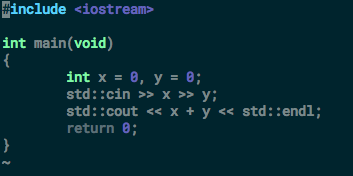 #include <iostream>

int main(void)
{
        int x = 0, y = 0;
        std::cin >> x >> y;
        std::cout << x + y << std::endl;
        return 0;
}
~